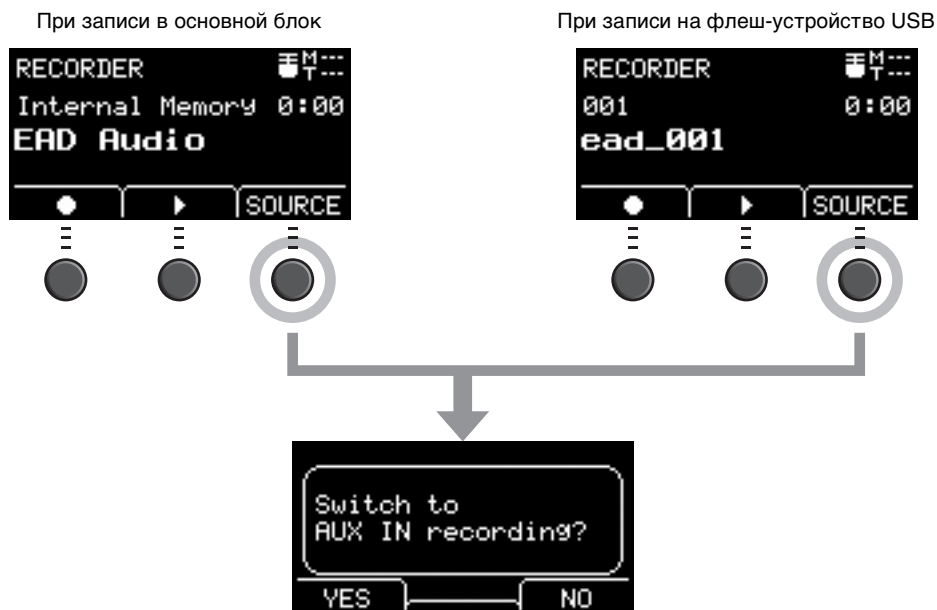 При записи в основной блок
RECORDER M---
T---
Internal Memory 0:00
EAD Audio
SOURCE
При записи на флеш-устройство USB
RECORDER M---
T---
001 0:00
ead_001
SOURCE
Switch to
AUX IN recording?
YES NO